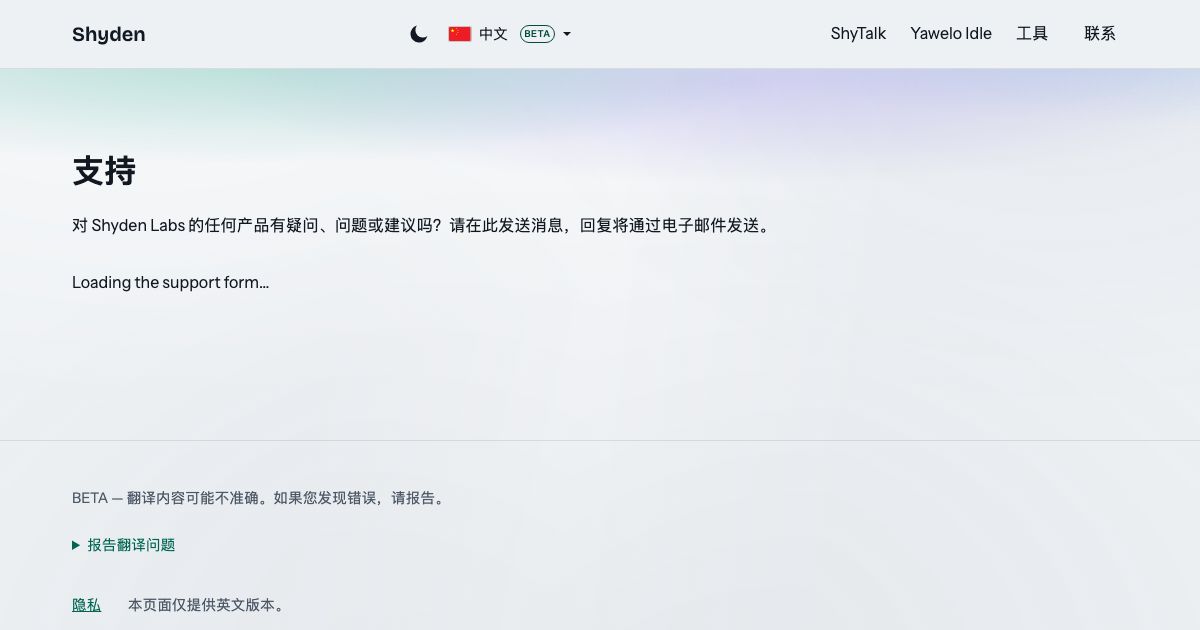 Shyden
中文 BETA
ShyTalk Yawelo Idle 工具 联系
支持
对 Shyden Labs 的任何产品有疑问、问题或建议吗？请在此发送消息，回复将通过电子邮件发送。
Loading the support form...
BETA — 翻译内容可能不准确。如果您发现错误，请报告。
报告翻译问题
隐私 本页面仅提供英文版本。